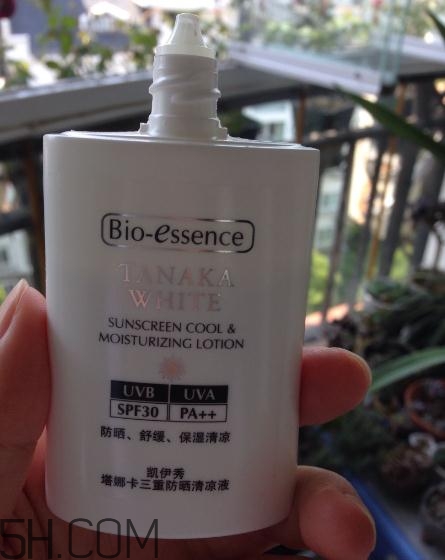 Bio-essence
TANAKA
WHITE
SUNSCREEN COOL &
MOISTURIZING LOTION
UVB UVA
SPF30 PA++
防晒、舒缓、保湿清凉
凯伊秀
塔娜卡三重防晒清凉液
5H.COM